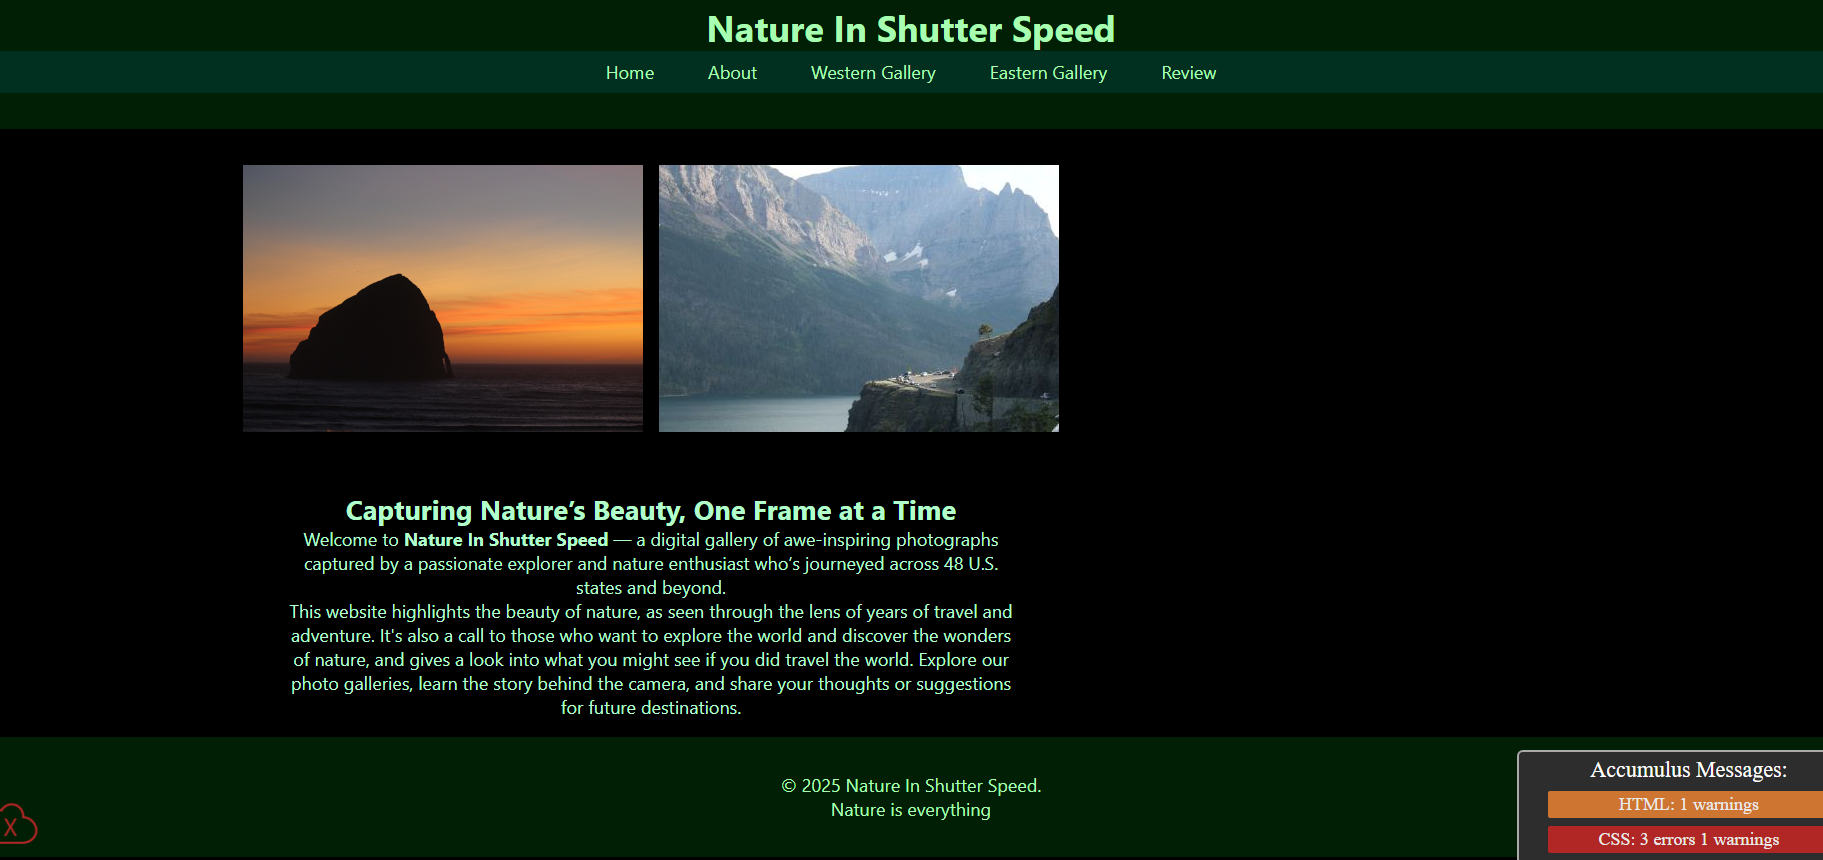 Nature In Shutter Speed
Home About Western Gallery Eastern Gallery Review
Capturing Nature’s Beauty, One Frame at a Time
Welcome to Nature In Shutter Speed — a digital gallery of awe-inspiring photographs
captured by a passionate explorer and nature enthusiast who’s journeyed across 48 U.S.
states and beyond.
This website highlights the beauty of nature, as seen through the lens of years of travel and
adventure. It's also a call to those who want to explore the world and discover the wonders
of nature, and gives a look into what you might see if you did travel the world. Explore our
photo galleries, learn the story behind the camera, and share your thoughts or suggestions
for future destinations.
© 2025 Nature In Shutter Speed.
Nature is everything
X
Accumulus Messages:
HTML: 1 warnings
CSS: 3 errors 1 warnings